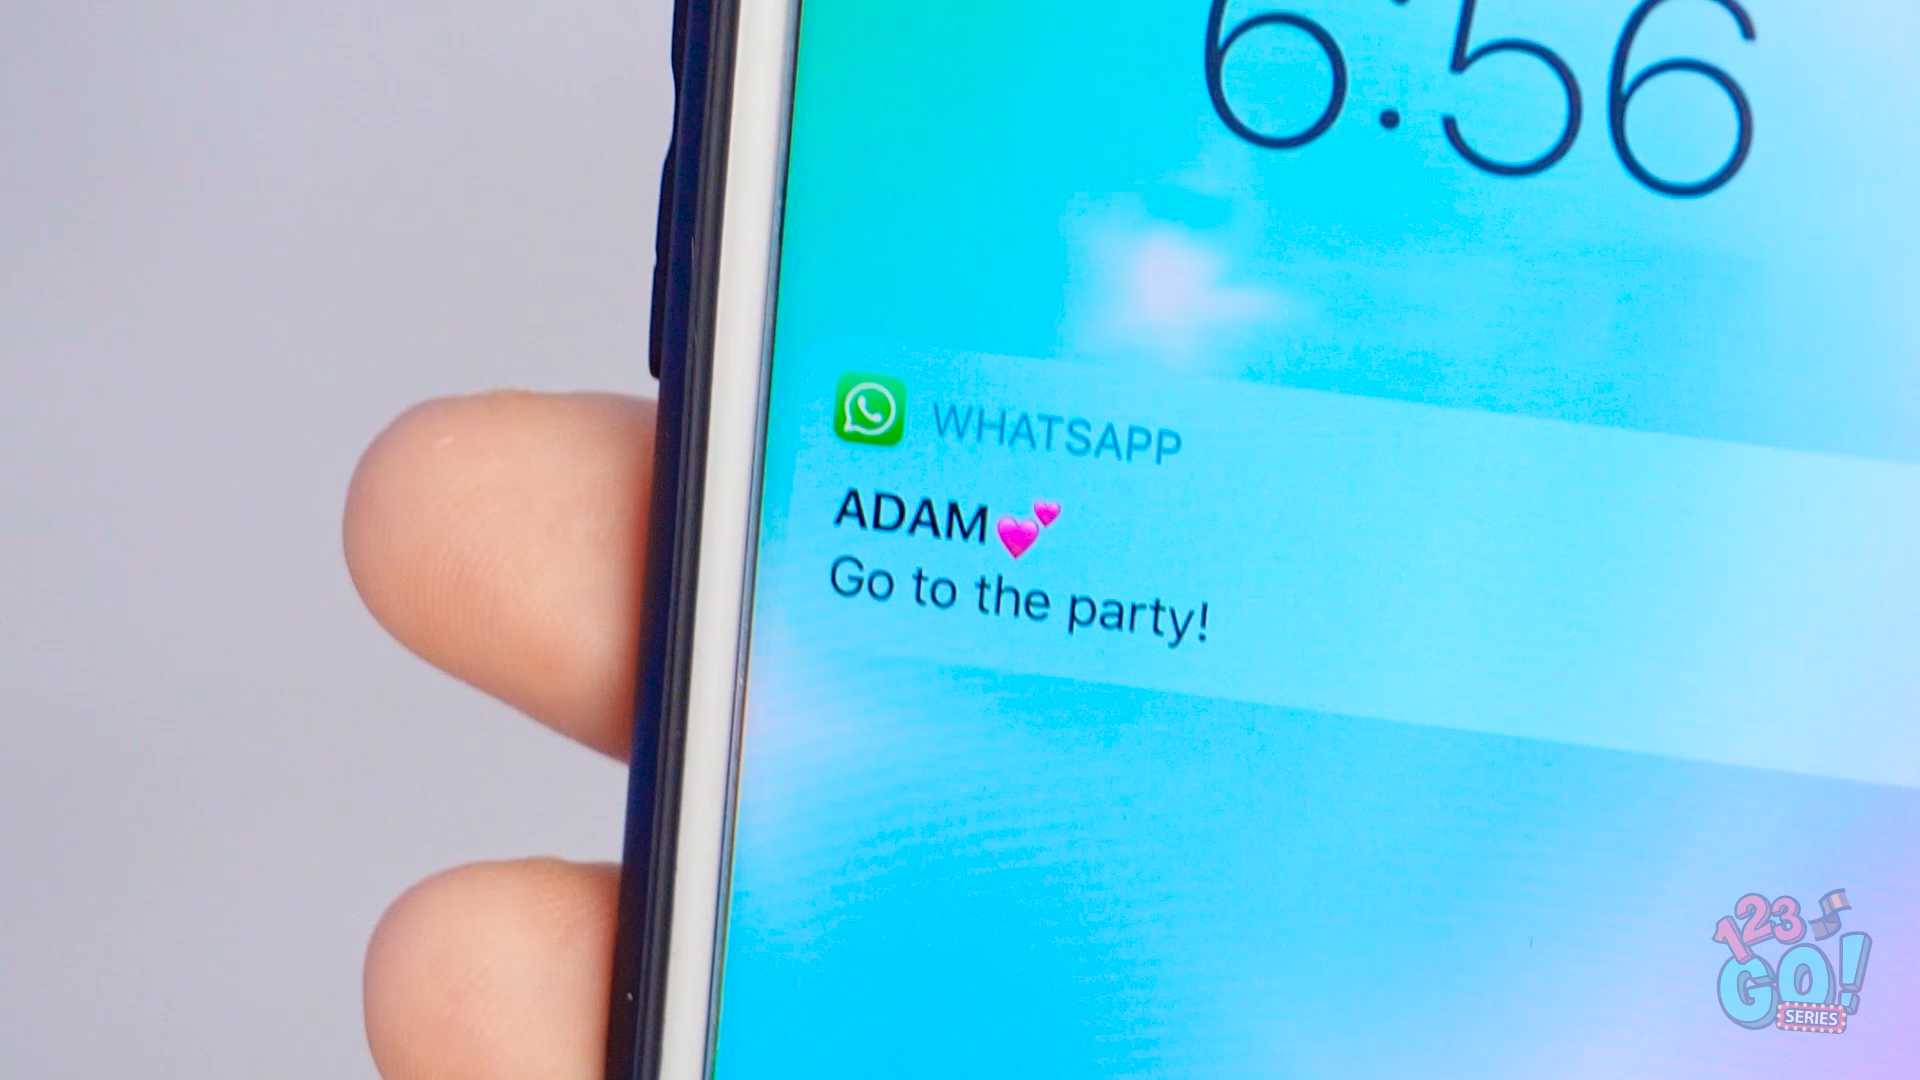 6:56
WHATSAPP
ADAM💕
Go to the party!
123
GO!
SERIES